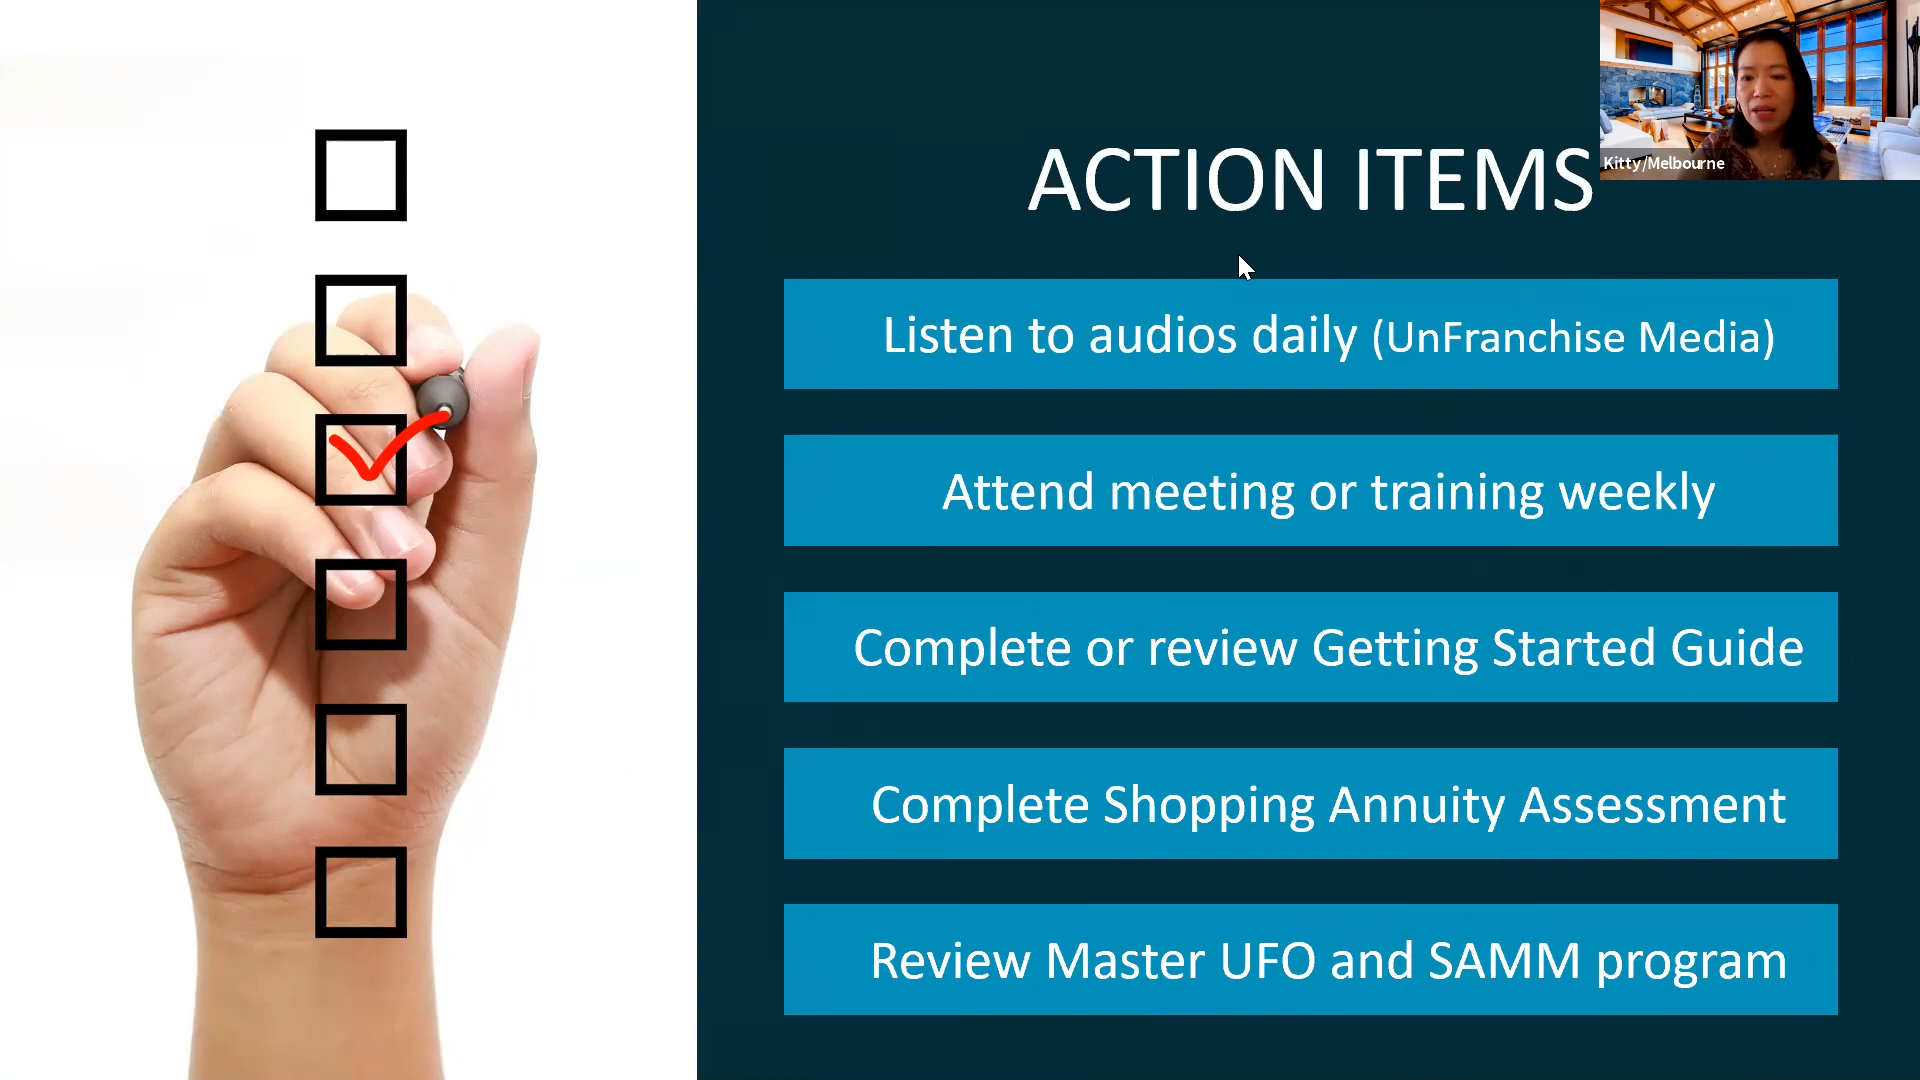 ACTION ITEMS
Kitty/Melbourne
Listen to audios daily (UnFranchise Media)
Attend meeting or training weekly
Complete or review Getting Started Guide
Complete Shopping Annuity Assessment
Review Master UFO and SAMM program